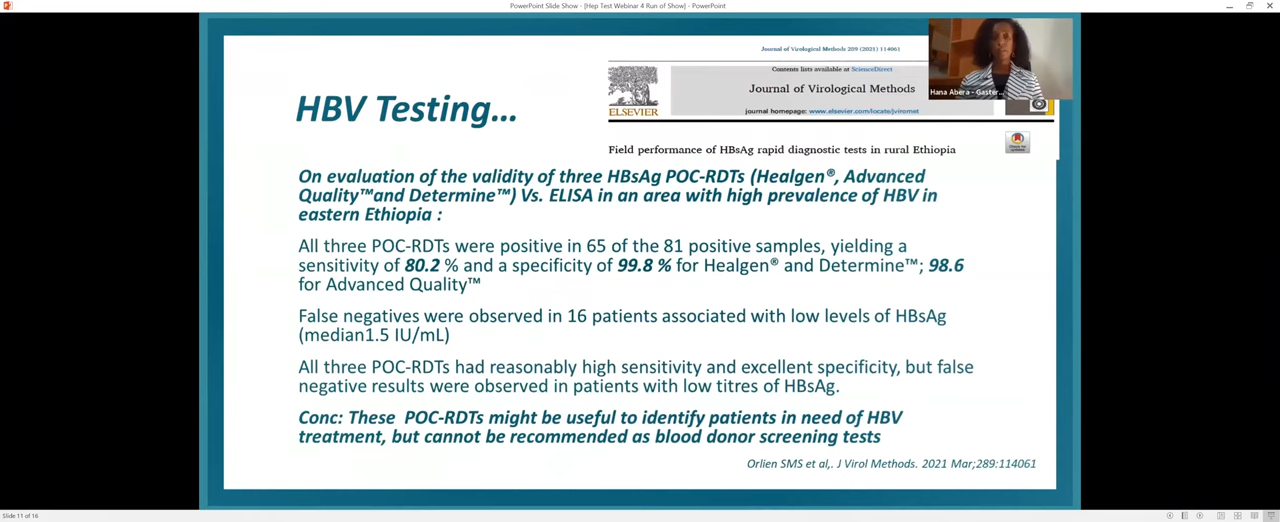 PowerPoint Slide Show - [Hep Test Webinar 4 Run of Show] - PowerPoint
Journal of Virological Methods 289 (2021) 114061
Contents lists available at ScienceDirect
Journal of Virological Methods
journal homepage: www.elsevier.com/locate/jviromet
ELSEVIER
Hana Abera - Gaster...
HBV Testing...
Field performance of HBsAg rapid diagnostic tests in rural Ethiopia
On evaluation of the validity of three HBsAg POC-RDTs (Healgen®, Advanced
Quality™and Determine™) Vs. ELISA in an area with high prevalence of HBV in
eastern Ethiopia :
All three POC-RDTs were positive in 65 of the 81 positive samples, yielding a
sensitivity of 80.2 % and a specificity of 99.8 % for Healgen® and Determine™; 98.6
for Advanced Quality™
False negatives were observed in 16 patients associated with low levels of HBsAg
(median1.5 IU/mL)
All three POC-RDTs had reasonably high sensitivity and excellent specificity, but false
negative results were observed in patients with low titres of HBsAg.
Conc: These POC-RDTs might be useful to identify patients in need of HBV
treatment, but cannot be recommended as blood donor screening tests
Orlien SMS et al,. J Virol Methods. 2021 Mar;289:114061
Slide 11 of 16